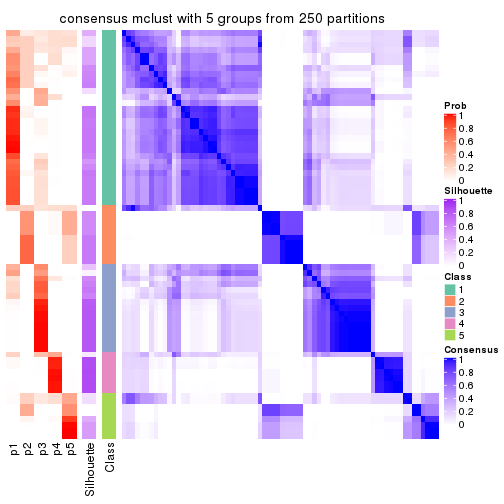 consensus mclust with 5 groups from 250 partitions
Prob
1
0.8
0.6
0.4
0.2
0
Silhouette
1
0.8
0.6
0.4
0.2
0
Class
1
2
3
4
5
Consensus
1
0.8
0.6
0.4
0.2
0
p1
p2
p3
p4
p5
Silhouette
Class